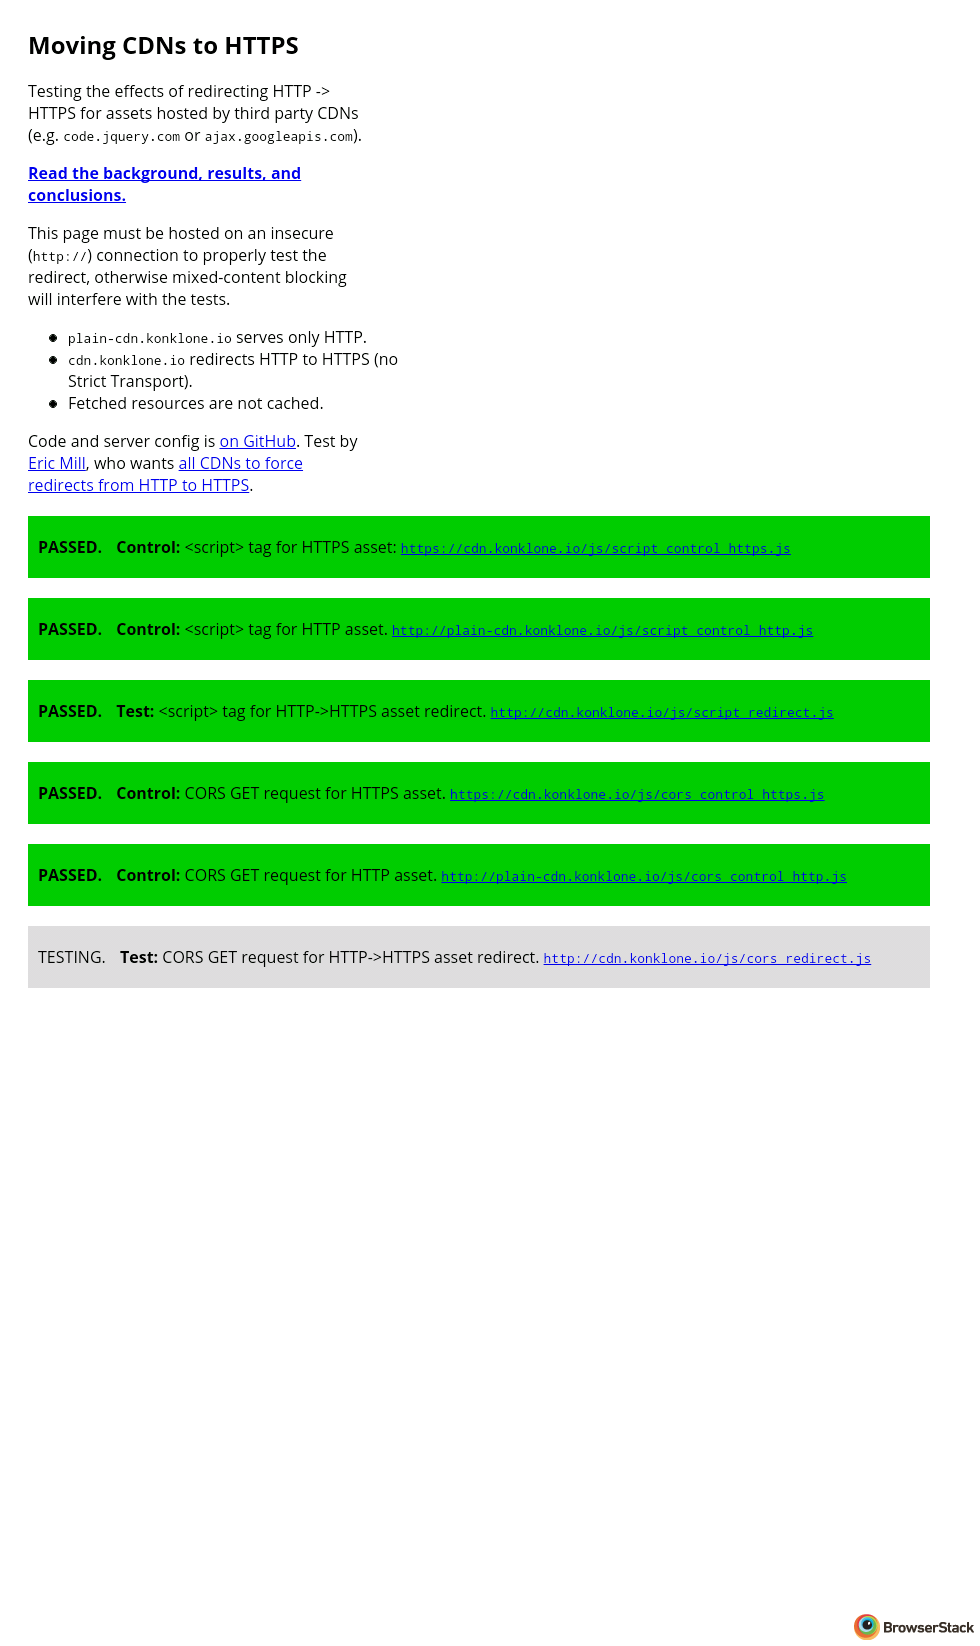 Moving CDNs to HTTPS
Testing the effects of redirecting HTTP ->
HTTPS for assets hosted by third party CDNs
(e.g. code.jquery.com or ajax.googleapis.com).
Read the background, results, and
conclusions.
This page must be hosted on an insecure
(http://) connection to properly test the
redirect, otherwise mixed-content blocking
will interfere with the tests.
plain-cdn.konklone.io serves only HTTP.
cdn.konklone.io redirects HTTP to HTTPS (no
Strict Transport).
Fetched resources are not cached.
Code and server config is on GitHub. Test by
Eric Mill, who wants all CDNs to force
redirects from HTTP to HTTPS.
PASSED. Control: <script> tag for HTTPS asset: https://cdn.konklone.io/js/script_control_https.js
PASSED. Control: <script> tag for HTTP asset. http://plain-cdn.konklone.io/js/script_control_http.js
PASSED. Test: <script> tag for HTTP->HTTPS asset redirect. http://cdn.konklone.io/js/script_redirect.js
PASSED. Control: CORS GET request for HTTPS asset. https://cdn.konklone.io/js/cors_control_https.js
PASSED. Control: CORS GET request for HTTP asset. http://plain-cdn.konklone.io/js/cors_control_http.js
TESTING. Test: CORS GET request for HTTP->HTTPS asset redirect. http://cdn.konklone.io/js/cors_redirect.js
BrowserStack